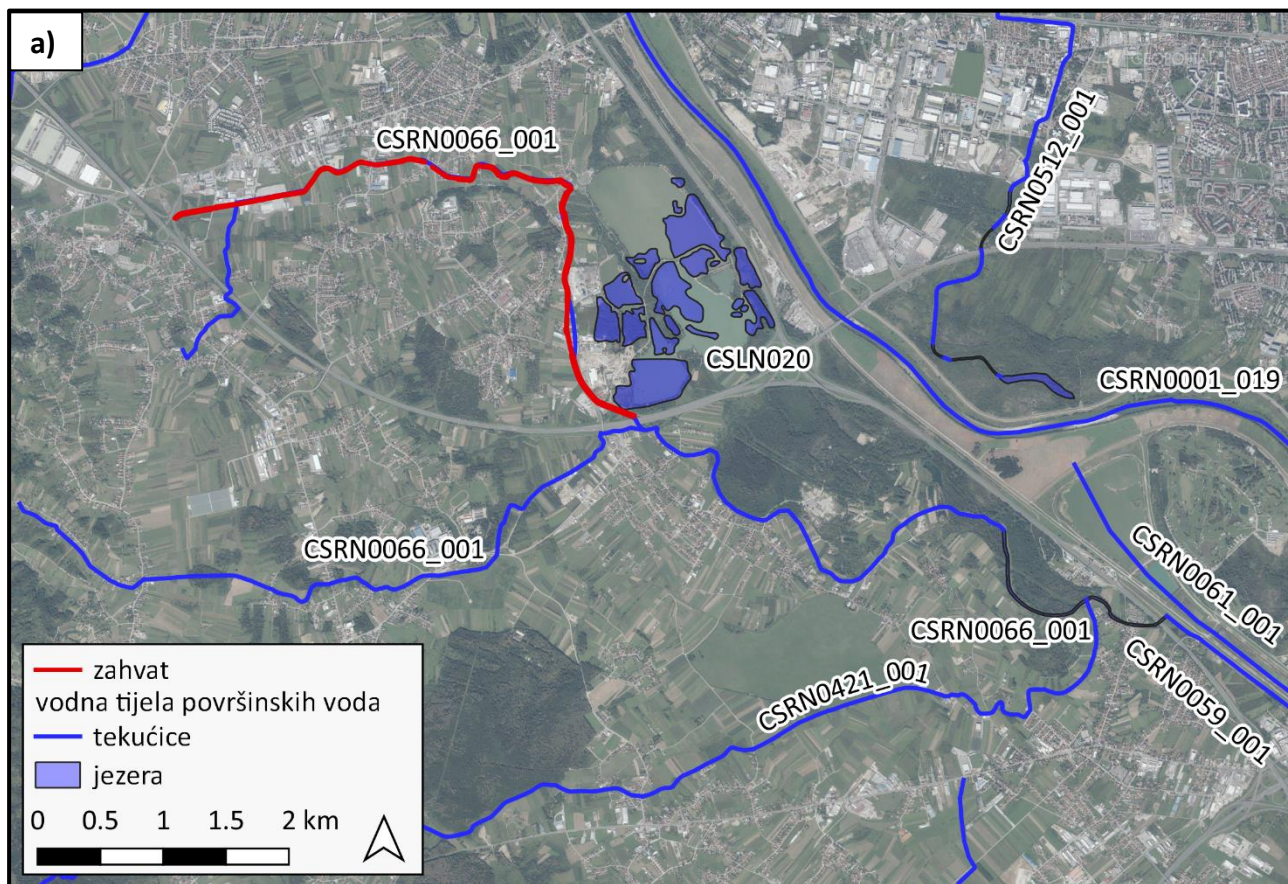 a)
GEOPORTAL
CSRN0066_001
CSRN0512_001
CSLN020
CSRN0001_019
CSRN0066_001
CSRN0061_001
CSRN0066_001
CSRN0421_001
CSRN0059_001
zahvat
vodna tijela površinskih voda
tekućice
jezera
0 0.5 1 1.5 2 km